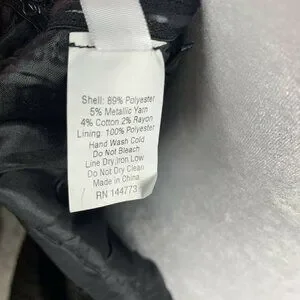 Shell: 89% Polyester
5% Metallic Yarn
4% Cotton 2% Rayon
Lining: 100% Polyester
Hand Wash Cold
Do Not Bleach
Line Dry,Iron Low
Do Not Dry Clean
Made in China
RN 144773